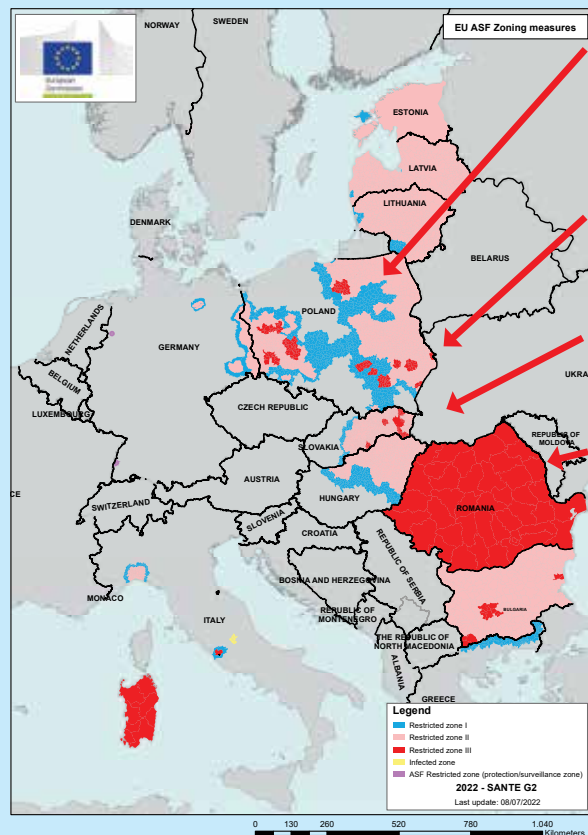 NORWAY
SWEDEN
EU ASF Zoning measures
European
Commission
ESTONIA
LATVIA
LITHUANIA
DENMARK
BELARUS
NETHERLANDS
POLAND
GERMANY
BELGIUM
UKRA
LUXEMBOURG
CZECH REPUBLIC
REPUBLIC OF
MOLDOVA
SLOVAKIA
CE
AUSTRIA
HUNGARY
SWITZERLAND
ROMANIA
SLOVENIA
CROATIA
REPUBLIC OF SERBIA
BOSNIA AND HERZEGOVINA
MONACO
BULGARIA
ITALY
REPUBLIC OF
MONTENEGRO
THE REPUBLIC OF
NORTH MACEDONIA
ALBANIA
GREECE
Legend
Restricted zone I
Restricted zone II
Restricted zone III
Infected zone
ASF Restricted zone (protection/surveillance zone)
2022 - SANTE G2
Last update: 08/07/2022
0 130 260 520 780 1.040
Kilometers